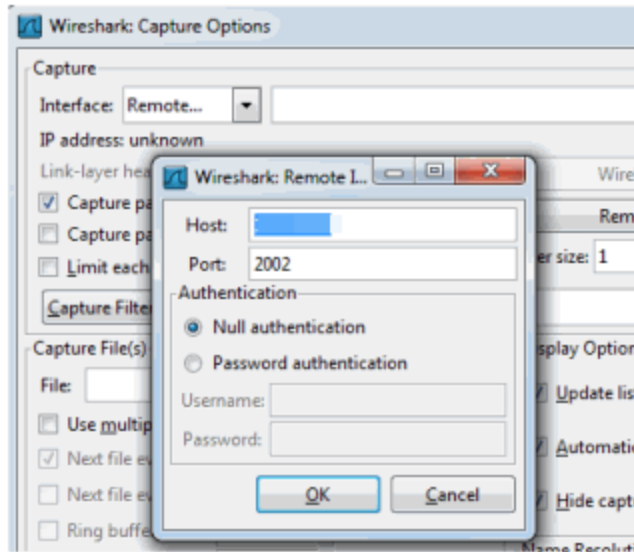 Wireshark: Capture Options
Capture
Interface: Remote...
IP address: unknown
Link-layer hea
Wireshark: Remote I...
Wire
Capture pa
Host:
Rem
Capture pa
Port: 2002
er size: 1
Limit each
Authentication
Capture Filte
Null authentication
Capture File(s)
Password authentication
splay Option
File:
Username:
Update lis
Use multip
Password:
Next file ev
Automatic
Next file ev
OK
Cancel
Hide capt
Ring buffe
Name Resoluti